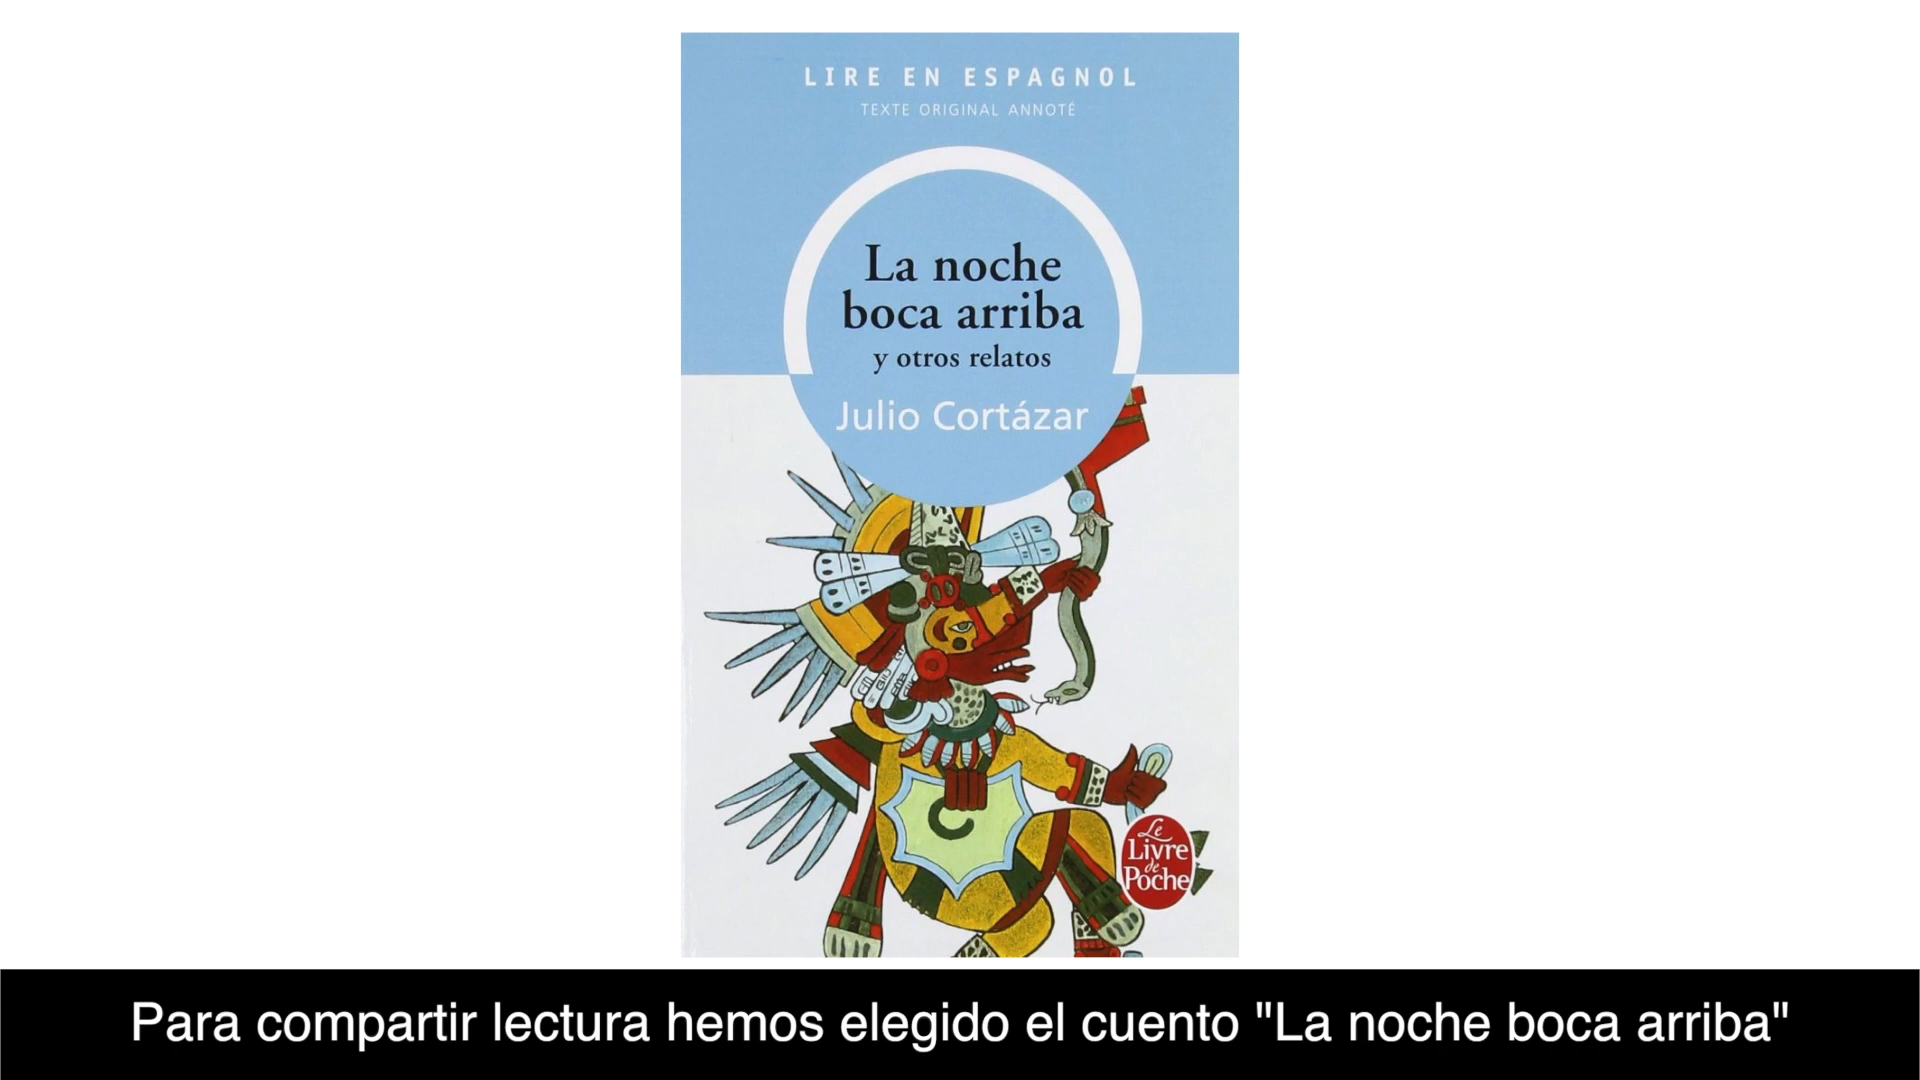 LIRE EN ESPAGNOL
TEXTE ORIGINAL ANNOTÉ
La noche
boca arriba
y otros relatos
Julio Cortázar
Le
Livre
de
Poche
Para compartir lectura hemos elegido el cuento "La noche boca arriba"